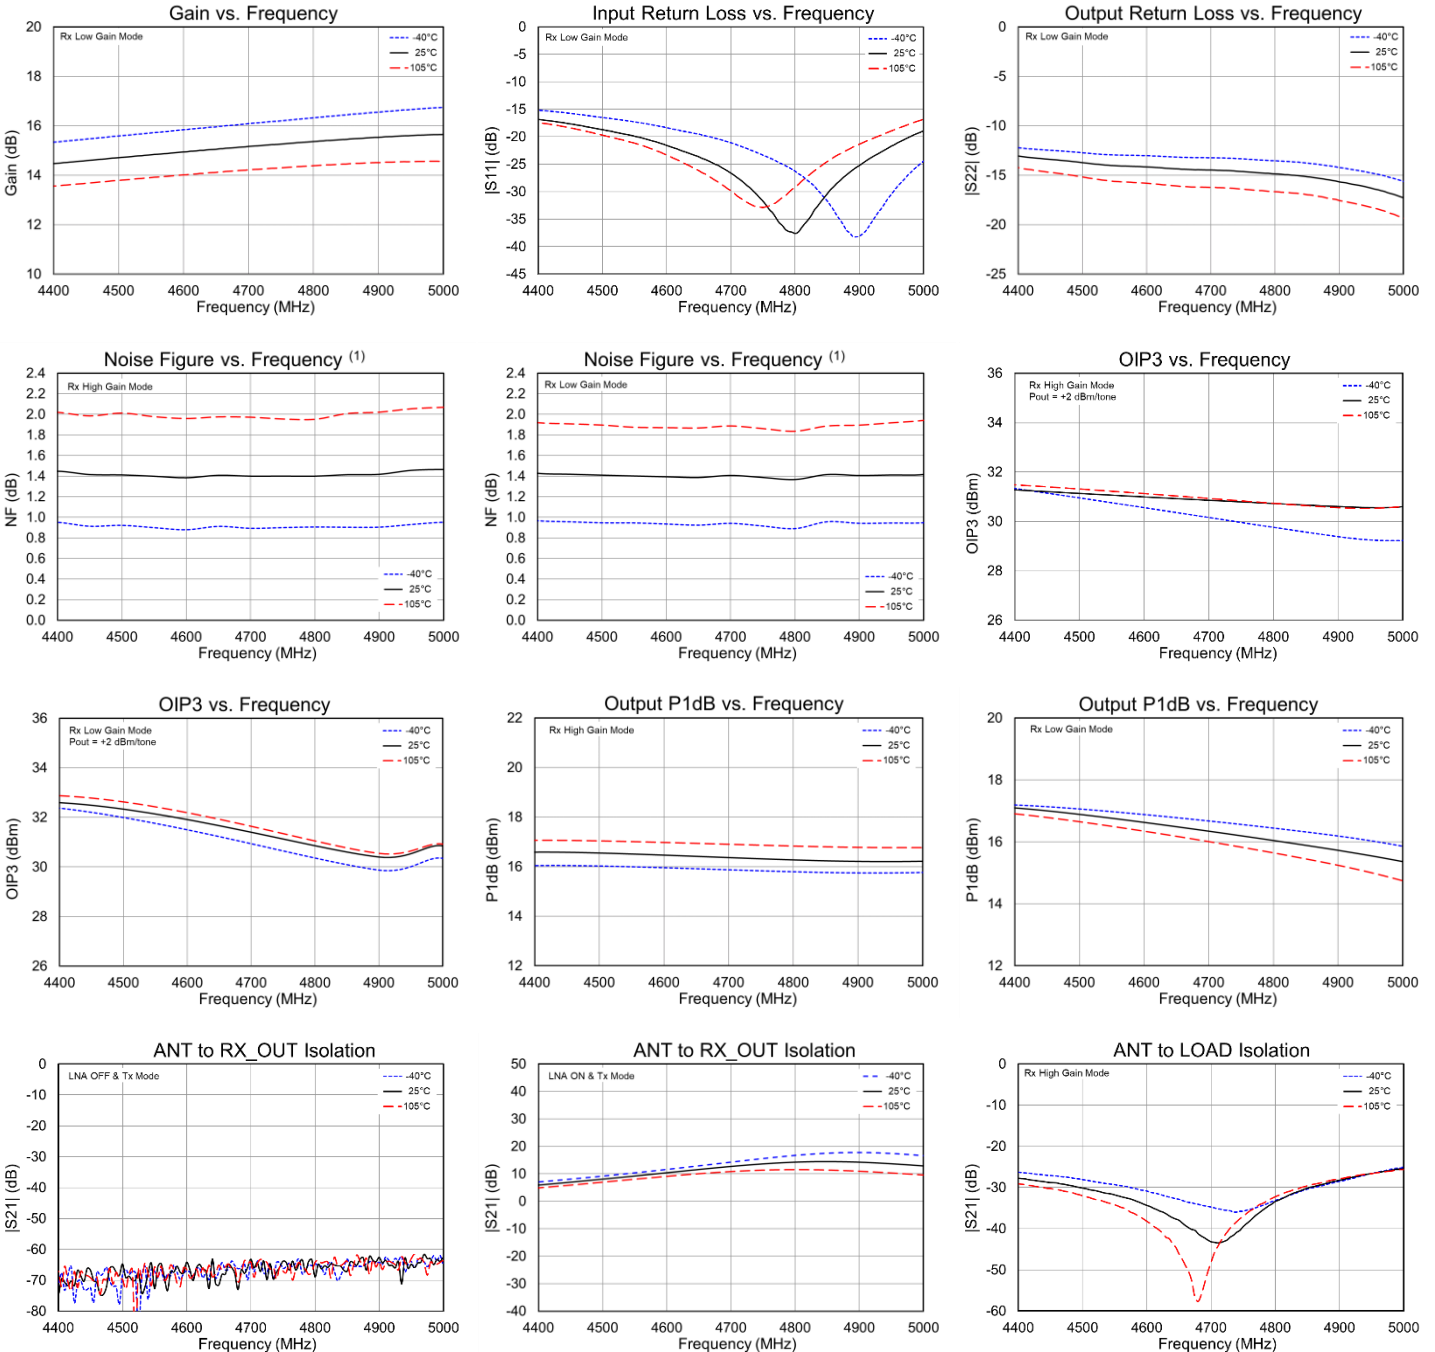 Gain vs. Frequency
Rx Low Gain Mode
-40°C
25°C
105°C
20
18
16
14
12
10
Gain (dB)
4400 4500 4600 4700 4800 4900 5000
Frequency (MHz)
Input Return Loss vs. Frequency
Rx Low Gain Mode
-40°C
25°C
105°C
0
-5
-10
-15
-20
-25
-30
-35
-40
-45
|S11| (dB)
4400 4500 4600 4700 4800 4900 5000
Frequency (MHz)
Output Return Loss vs. Frequency
Rx Low Gain Mode
-40°C
25°C
105°C
0
-5
-10
-15
-20
-25
|S22| (dB)
4400 4500 4600 4700 4800 4900 5000
Frequency (MHz)
Noise Figure vs. Frequency (1)
Rx High Gain Mode
2.4
2.2
2.0
1.8
1.6
1.4
1.2
1.0
0.8
0.6
0.4
0.2
0.0
NF (dB)
-40°C
25°C
105°C
4400 4500 4600 4700 4800 4900 5000
Frequency (MHz)
Noise Figure vs. Frequency (1)
Rx Low Gain Mode
2.4
2.2
2.0
1.8
1.6
1.4
1.2
1.0
0.8
0.6
0.4
0.2
0.0
NF (dB)
-40°C
25°C
105°C
4400 4500 4600 4700 4800 4900 5000
Frequency (MHz)
OIP3 vs. Frequency
Rx High Gain Mode
Pout = +2 dBm/tone
-40°C
25°C
105°C
36
34
32
30
28
26
OIP3 (dBm)
4400 4500 4600 4700 4800 4900 5000
Frequency (MHz)
OIP3 vs. Frequency
Rx Low Gain Mode
Pout = +2 dBm/tone
-40°C
25°C
105°C
36
34
32
30
28
26
OIP3 (dBm)
4400 4500 4600 4700 4800 4900 5000
Frequency (MHz)
Output P1dB vs. Frequency
Rx High Gain Mode
-40°C
25°C
105°C
22
20
18
16
14
12
P1dB (dBm)
4400 4500 4600 4700 4800 4900 5000
Frequency (MHz)
Output P1dB vs. Frequency
Rx Low Gain Mode
-40°C
25°C
105°C
20
18
16
14
12
P1dB (dBm)
4400 4500 4600 4700 4800 4900 5000
Frequency (MHz)
ANT to RX_OUT Isolation
LNA OFF & Tx Mode
-40°C
25°C
105°C
0
-10
-20
-30
-40
-50
-60
-70
-80
|S21| (dB)
4400 4500 4600 4700 4800 4900 5000
Frequency (MHz)
ANT to RX_OUT Isolation
LNA ON & Tx Mode
-40°C
25°C
105°C
50
40
30
20
10
0
-10
-20
-30
-40
|S21| (dB)
4400 4500 4600 4700 4800 4900 5000
Frequency (MHz)
ANT to LOAD Isolation
Rx High Gain Mode
-40°C
25°C
105°C
0
-10
-20
-30
-40
-50
-60
|S21| (dB)
4400 4500 4600 4700 4800 4900 5000
Frequency (MHz)